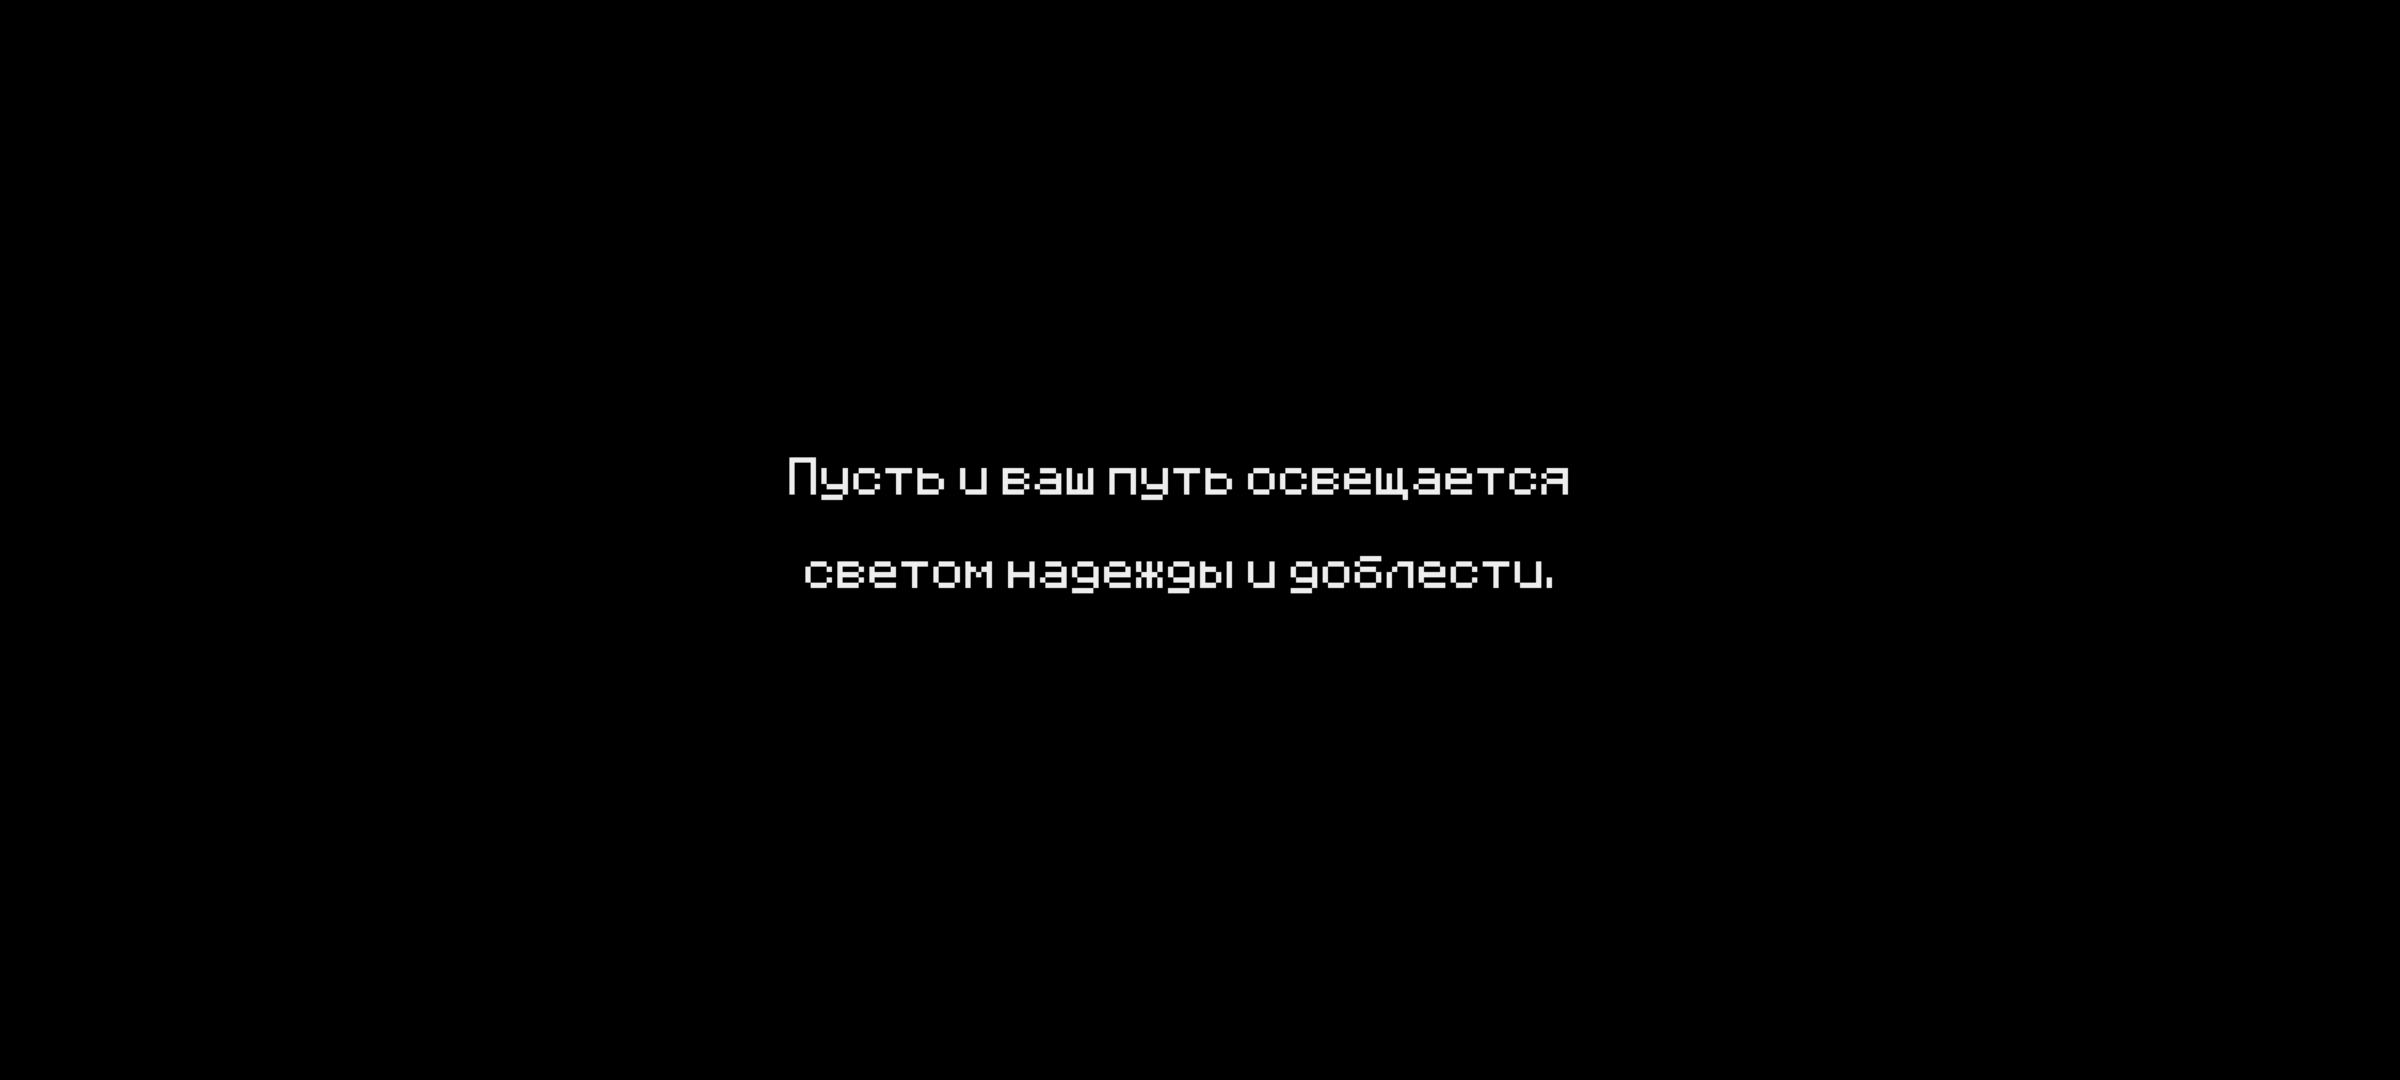 Пусть и ваш путь освещается
светом надежды и доблести.